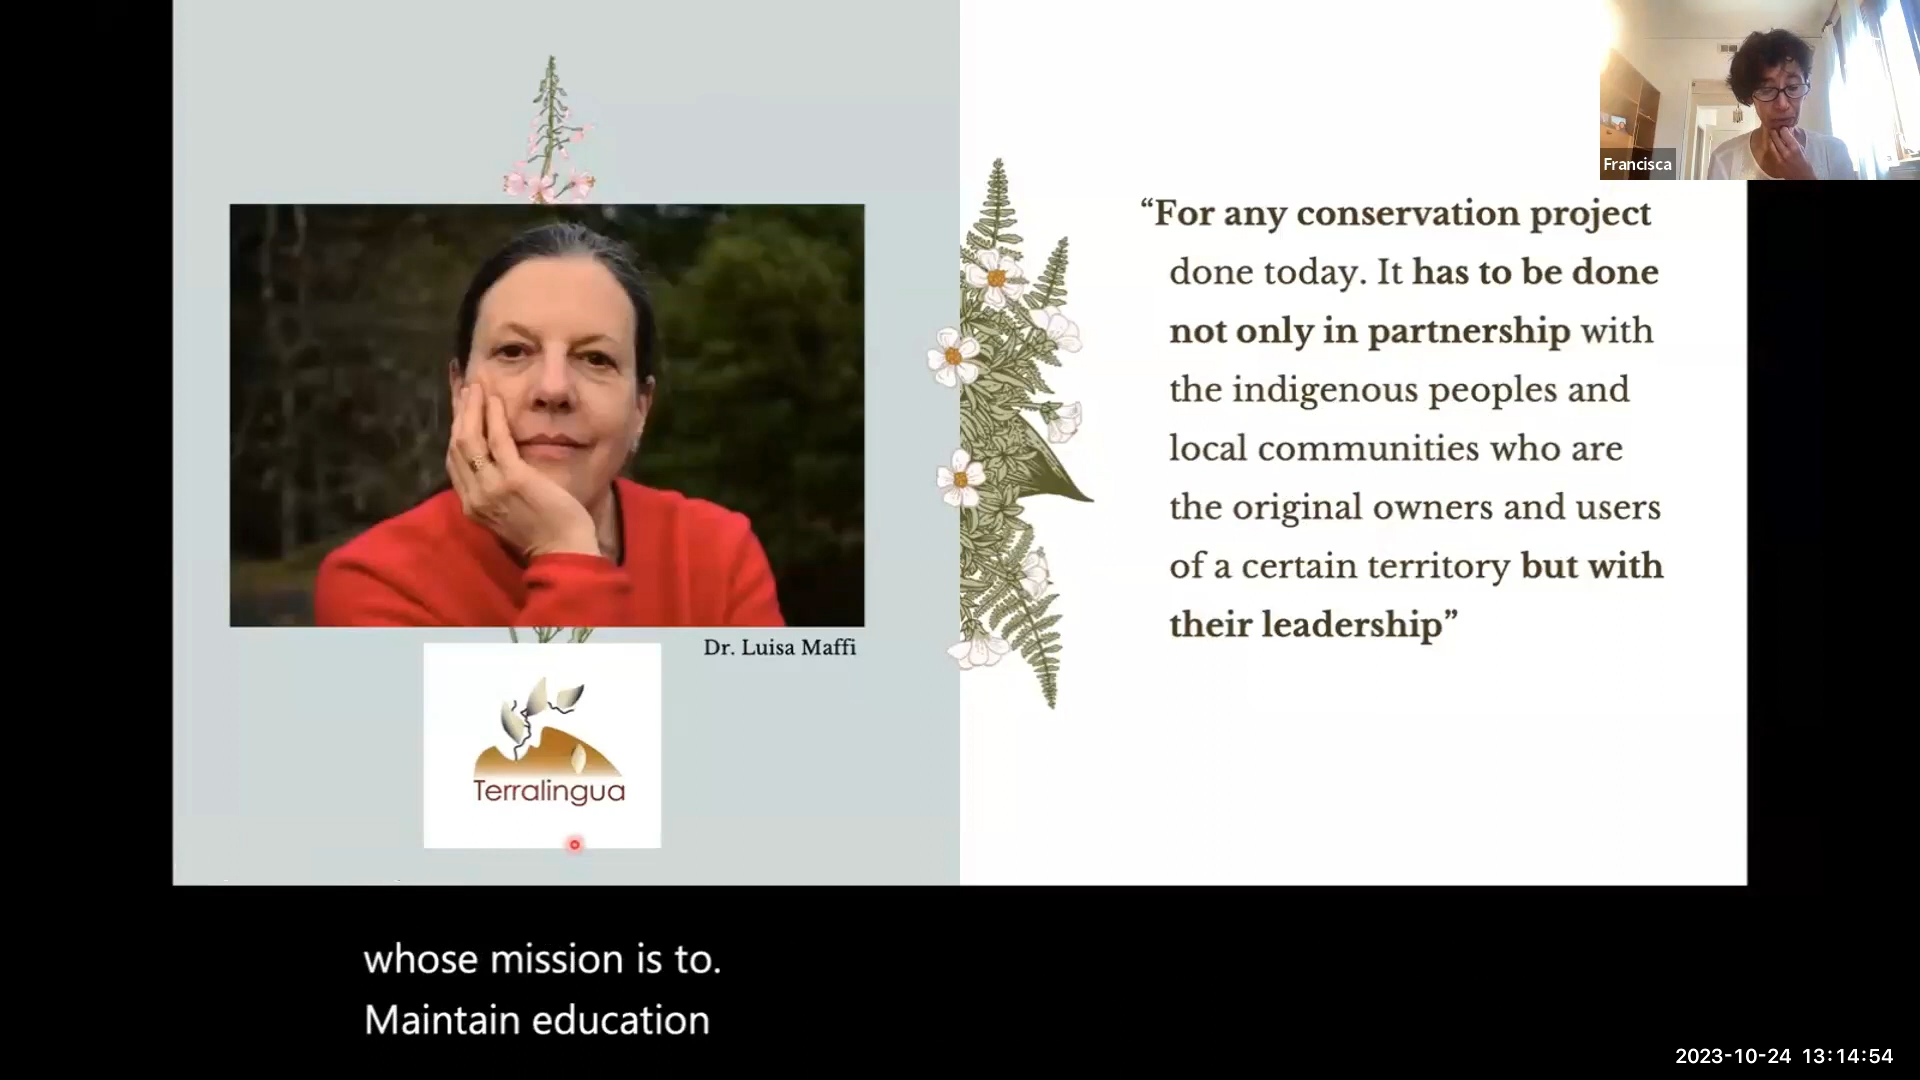 Francisca
“For any conservation project
done today. It has to be done
not only in partnership with
the indigenous peoples and
local communities who are
the original owners and users
of a certain territory but with
their leadership”
Dr. Luisa Maffi
Terralingua
whose mission is to.
Maintain education
2023-10-24 13:14:54